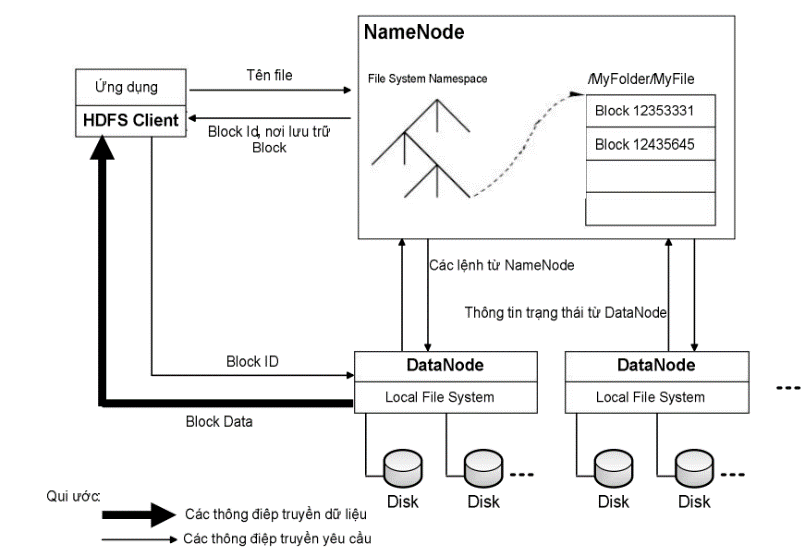 NameNode
File System Namespace
/MyFolder/MyFile
Block 12353331
Block 12435645
Ứng dụng
HDFS Client
Tên file
Block Id, nơi lưu trữ
Block
Các lệnh từ NameNode
Thông tin trạng thái từ DataNode
Block ID
Block Data
DataNode
Local File System
DataNode
Local File System
Disk
Disk
Disk
Disk
Qui ước:
Các thông điệp truyền dữ liệu
Các thông điệp truyền yêu cầu